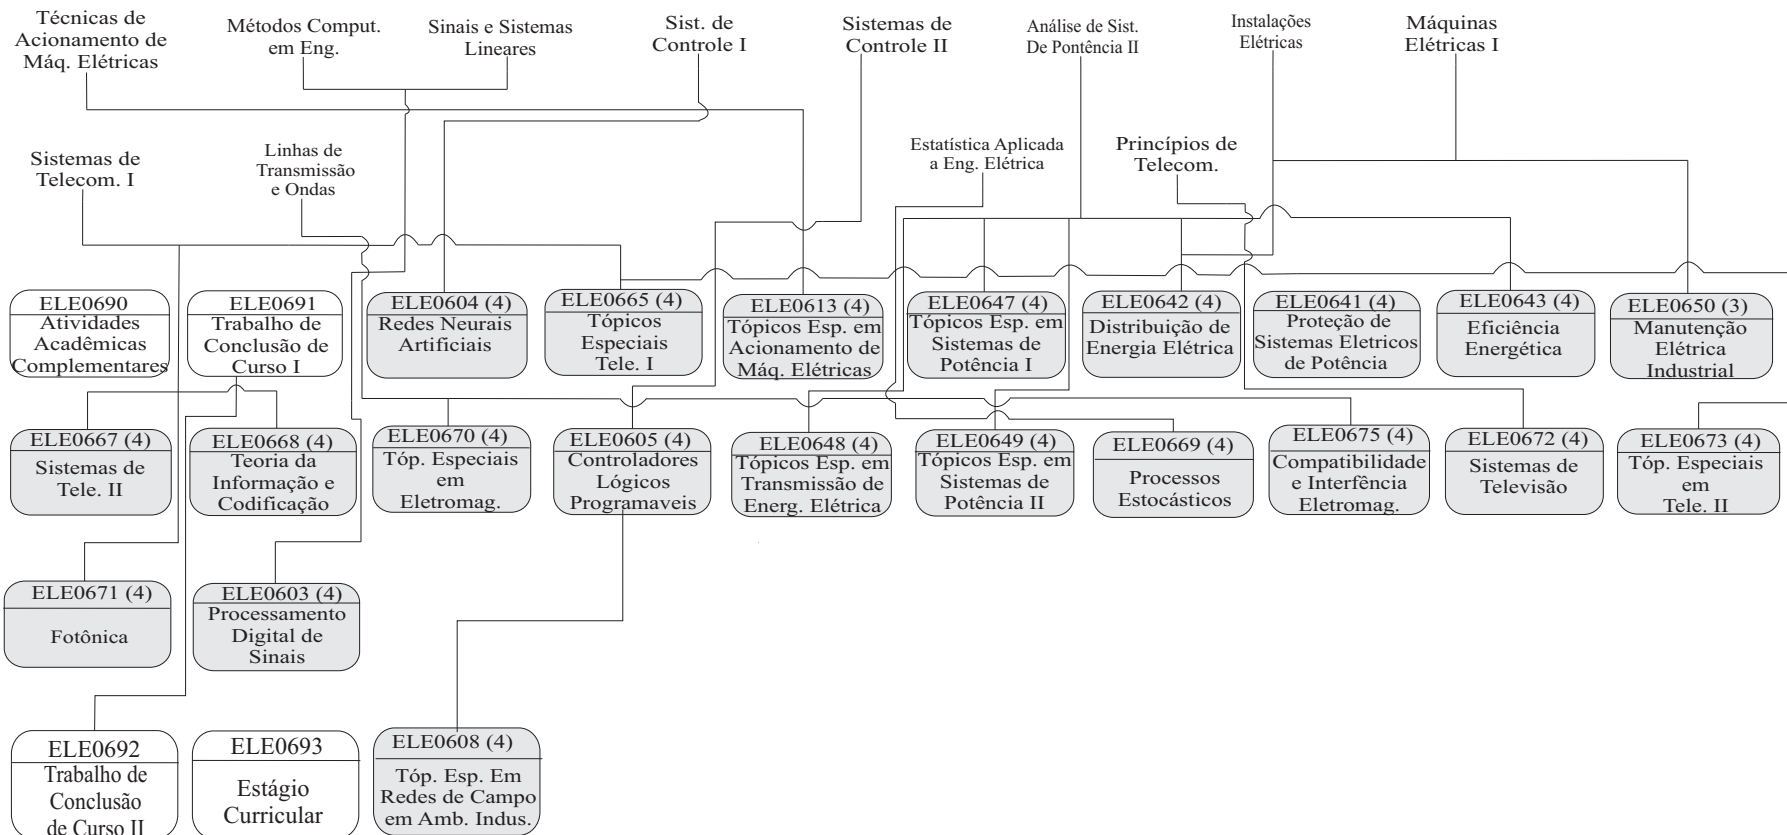 Técnicas de
Acionamento de
Máq. Elétricas
Métodos Comput.
em Eng.
Sinais e Sistemas
Lineares
Sist. de
Controle I
Sistemas de
Controle II
Análise de Sist.
De Pontência II
Instalações
Elétricas
Máquinas
Elétricas I
Sistemas de
Telecom. I
Linhas de
Transmissão
e Ondas
Estatística Aplicada
a Eng. Elétrica
Princípios de
Telecom.
ELE0690
Atividades
Acadêmicas
Complementares
ELE0691
Trabalho de
Conclusão de
Curso I
ELE0604 (4)
Redes Neurais
Artificiais
ELE0665 (4)
Tópicos
Especiais
Tele. I
ELE0613 (4)
Tópicos Esp. em
Acionamento de
Máq. Elétricas
ELE0647 (4)
Tópicos Esp. em
Sistemas de
Potência I
ELE0642 (4)
Distribuição de
Energia Elétrica
ELE0641 (4)
Proteção de
Sistemas Eletricos
de Potência
ELE0643 (4)
Eficiência
Energética
ELE0650 (3)
Manutenção
Elétrica
Industrial
ELE0667 (4)
Sistemas de
Tele. II
ELE0668 (4)
Teoria da
Informação e
Codificação
ELE0670 (4)
Tóp. Especiais
em
Eletromag.
ELE0605 (4)
Controladores
Lógicos
Programaveis
ELE0648 (4)
Tópicos Esp. em
Transmissão de
Energ. Elétrica
ELE0649 (4)
Tópicos Esp. em
Sistemas de
Potência II
ELE0669 (4)
Processos
Estocásticos
ELE0675 (4)
Compatibilidade
e Interfência
Eletromag.
ELE0672 (4)
Sistemas de
Televisão
ELE0673 (4)
Tóp. Especiais
em
Tele. II
ELE0671 (4)
Fotônica
ELE0603 (4)
Processamento
Digital de
Sinais
ELE0692
Trabalho de
Conclusão
de Curso II
ELE0693
Estágio
Curricular
ELE0608 (4)
Tóp. Esp. Em
Redes de Campo
em Amb. Indus.